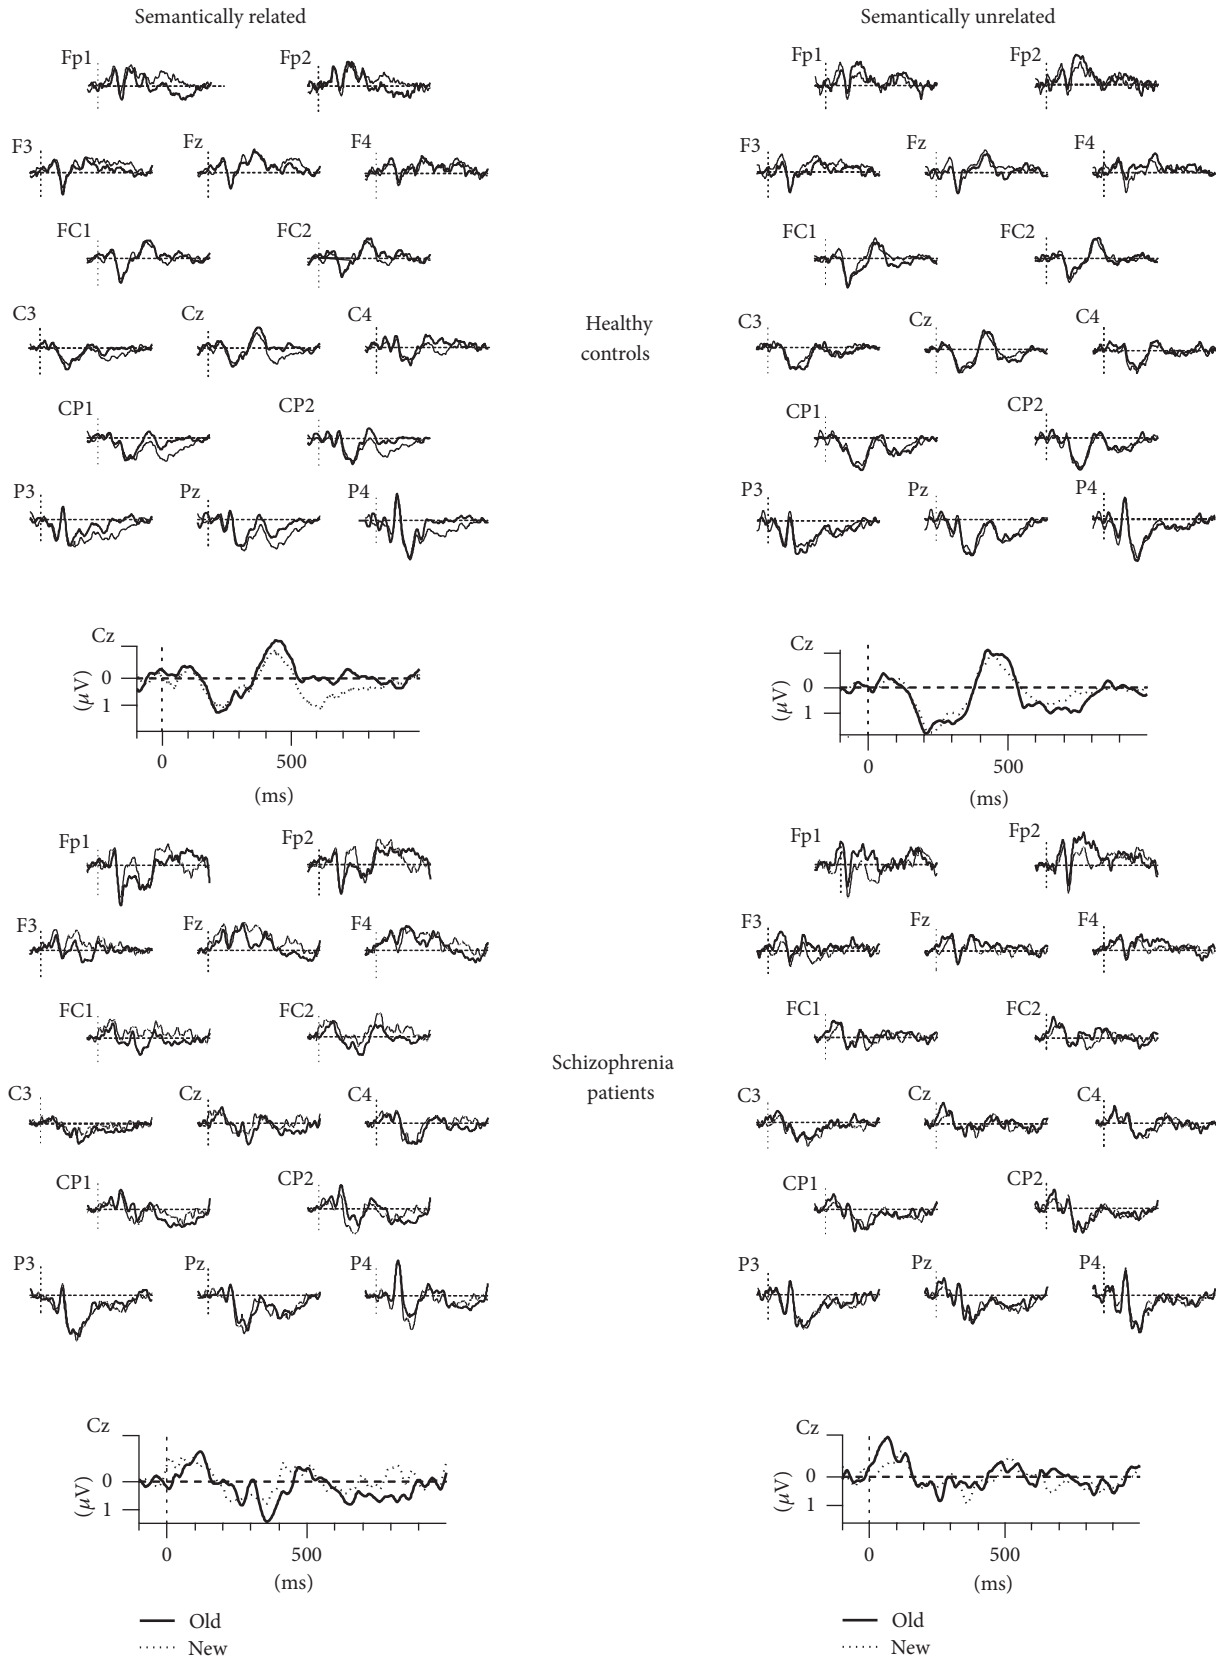 Semantically related Semantically unrelated
Fp1 Fp2 Fp1 Fp2
F3 Fz F4 F3 Fz F4
FC1 FC2 FC1 FC2
C3 Cz C4 C3 Cz C4
Healthy
controls
CP1 CP2 CP1 CP2
P3 Pz P4 P3 Pz P4
Cz Cz
0 0
1 1
(μV) (μV)
0 500 0 500
(ms) (ms)
Fp1 Fp2 Fp1 Fp2
F3 Fz F4 F3 Fz F4
FC1 FC2 FC1 FC2
Schizophrenia
patients
C3 Cz C4 C3 Cz C4
CP1 CP2 CP1 CP2
P3 Pz P4 P3 Pz P4
Cz Cz
0 0
1 1
(μV) (μV)
0 500 0 500
(ms) (ms)
Old Old
New New